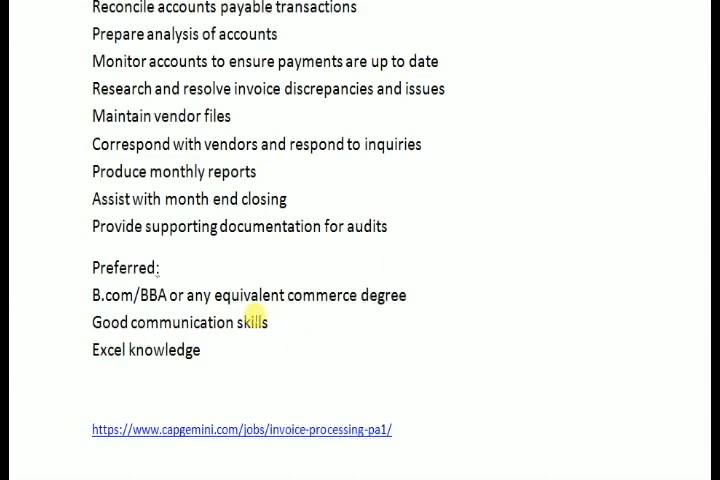 Reconcile accounts payable transactions
Prepare analysis of accounts
Monitor accounts to ensure payments are up to date
Research and resolve invoice discrepancies and issues
Maintain vendor files
Correspond with vendors and respond to inquiries
Produce monthly reports
Assist with month end closing
Provide supporting documentation for audits
Preferred:
B.com/BBA or any equivalent commerce degree
Good communication skills
Excel knowledge
https://www.capgemini.com/jobs/invoice-processing-pa1/